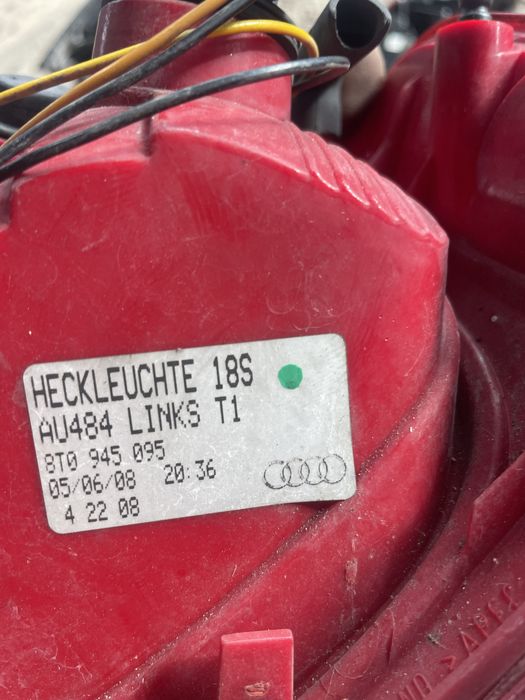 HECKLEUCHTE 18S
AU484 LINKS T1
8T0 945 095
05/06/08 20:36
4 22 08